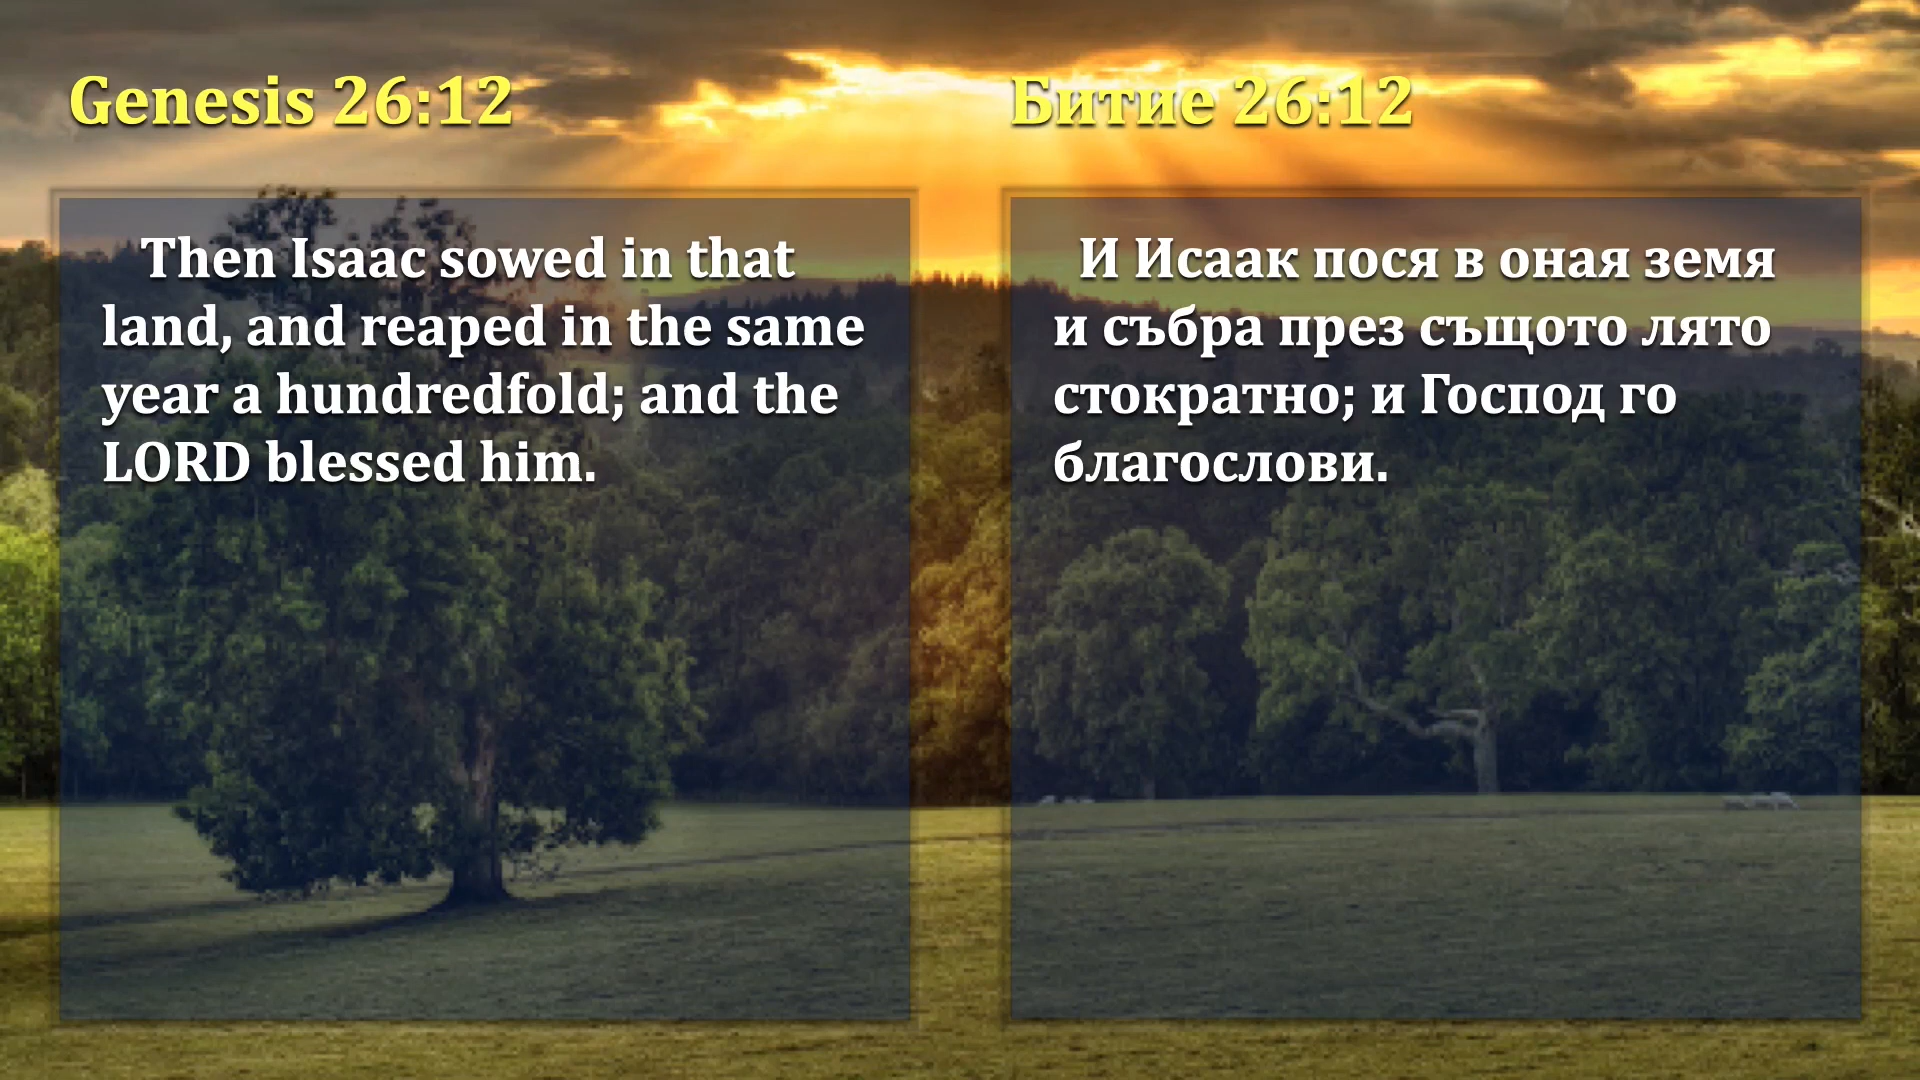 Genesis 26:12
Then Isaac sowed in that
land, and reaped in the same
year a hundredfold; and the
LORD blessed him.
Битие 26:12
И Исаак пося в оная земя
и събра през същото лято
стократно; и Господ го
благослови.